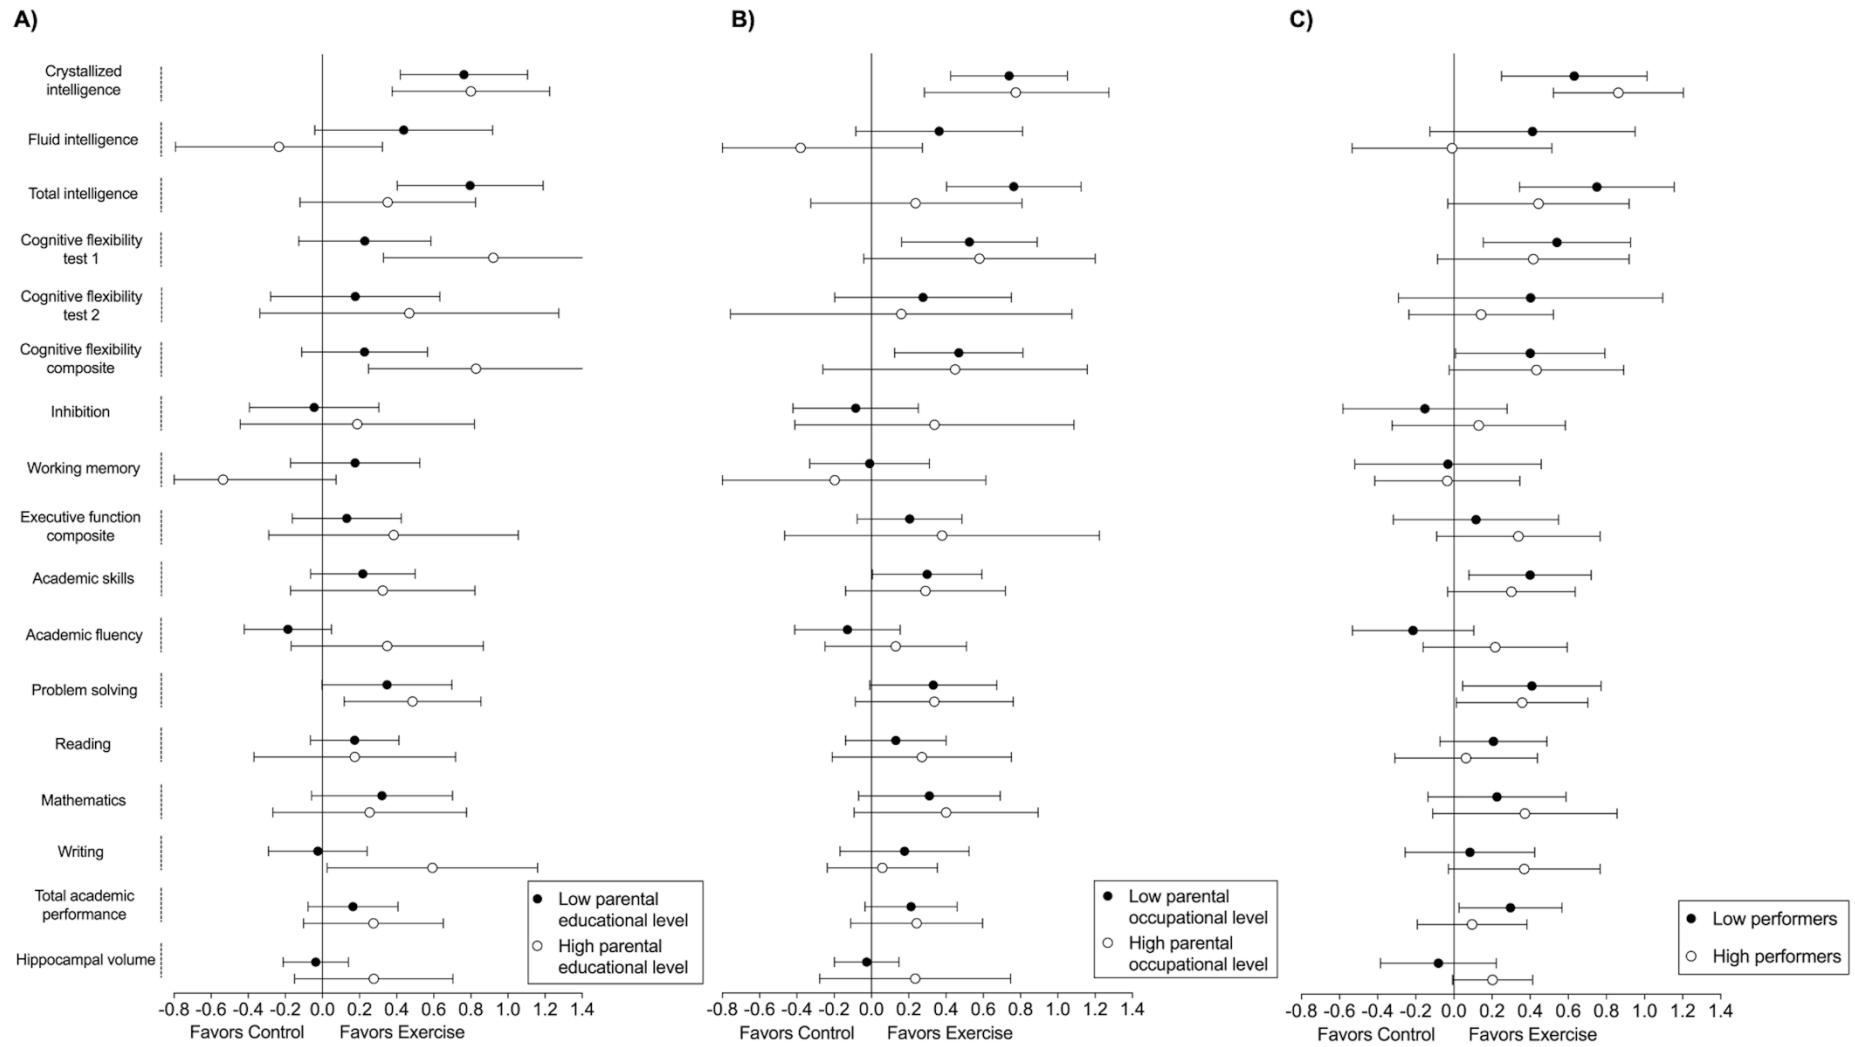 A)
B)
C)
Crystallized
intelligence
Fluid intelligence
Total intelligence
Cognitive flexibility
test 1
Cognitive flexibility
test 2
Cognitive flexibility
composite
Inhibition
Working memory
Executive function
composite
Academic skills
Academic fluency
Problem solving
Reading
Mathematics
Writing
Total academic
performance
Hippocampal volume
Low parental
educational level
High parental
educational level
-0.8 -0.6 -0.4 -0.2 0.0 0.2 0.4 0.6 0.8 1.0 1.2 1.4
Favors Control Favors Exercise
Low parental
occupational level
High parental
occupational level
-0.8 -0.6 -0.4 -0.2 0.0 0.2 0.4 0.6 0.8 1.0 1.2 1.4
Favors Control Favors Exercise
Low performers
High performers
-0.8 -0.6 -0.4 -0.2 0.0 0.2 0.4 0.6 0.8 1.0 1.2 1.4
Favors Control Favors Exercise